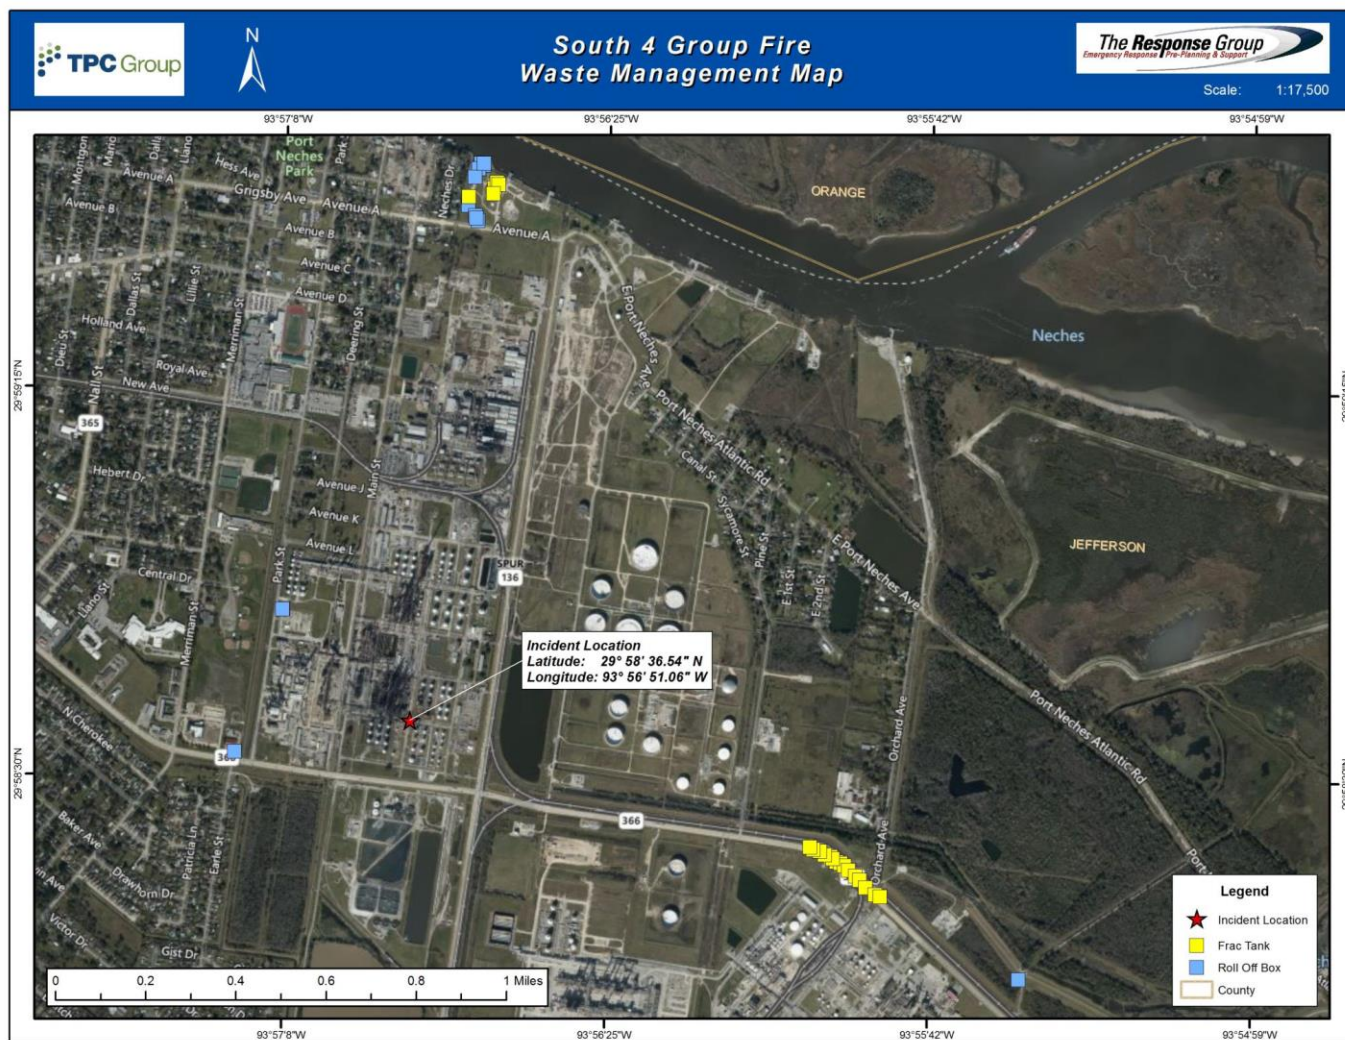 TPC Group
N
South 4 Group Fire
Waste Management Map
The Response Group
Emergency Response Pre-Planning & Support
Scale: 1:17,500
93°57'8"W
93°56'25"W
93°55'42"W
93°54'59"W
Port
Neches
Park
Montgom
Dalla
Llano
Park
Hess Ave
Avenue A
Grigsby Ave
Avenue A
Neches Dr
Avenue B
Avenue B
Avenue A
ORANGE
Avenue C
Avenue D
Dallas St
Lillie St
Merriman St
Deering St
Holland Ave
Dieu St
Nall St
Royal Ave
New Ave
E Port Neches Ave
Neches
29°59'15"N
365
Port Neches Atlantic Rd
Canal St
Sycamore St
Hebert Dr
Main St
Avenue J
Avenue K
Avenue L
Pine St
E 1st St
E 2nd St
E Port Neches Ave
JEFFERSON
SPUR
136
Park St
Central Dr
Llano St
Merriman St
Incident Location
Latitude: 29° 58' 36.54" N
Longitude: 93° 56' 51.06" W
N Cherokee
Orchard Ave
Port Neches Atlantic Rd
29°58'30"N
366
Baker Ave
Patricia Ln
Earle St
Drawhorn Dr
Victor Dr
Gist Dr
Orchard Ave
Legend
Incident Location
Frac Tank
Roll Off Box
County
0 0.2 0.4 0.6 0.8 1 Miles
93°57'8"W
93°56'25"W
93°55'42"W
93°54'59"W